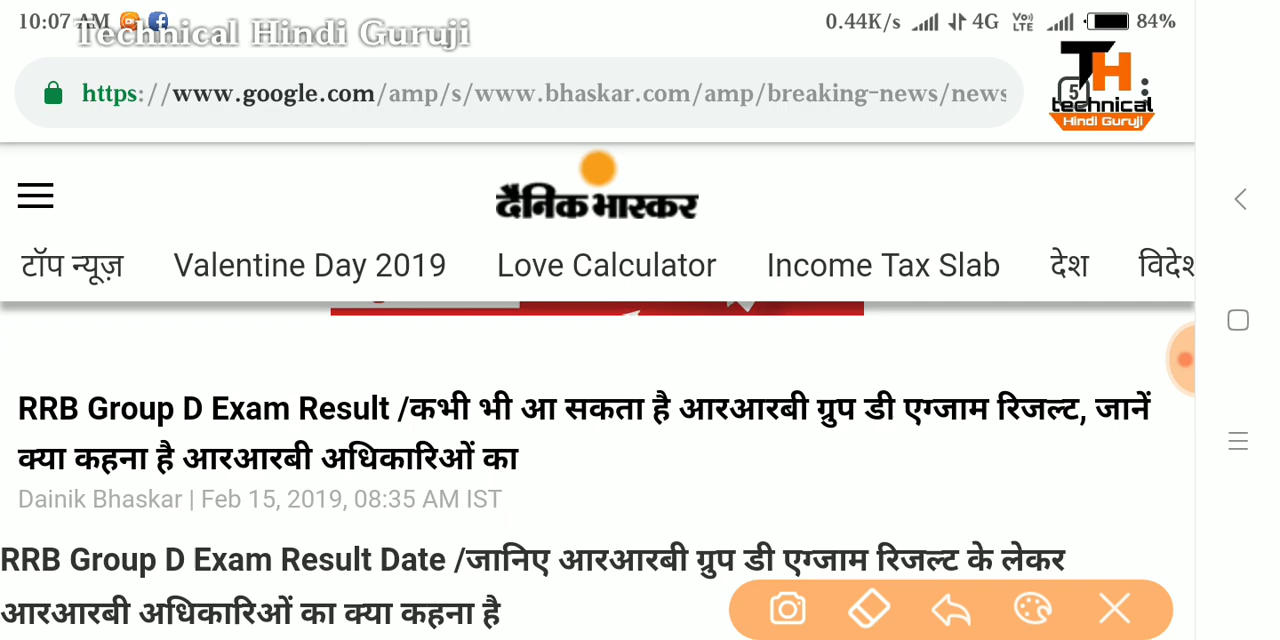 10:07 AM
0.44K/s 4G VoLTE 84%
Technical Hindi Guruji
https://www.google.com/amp/s/www.bhaskar.com/amp/breaking-news/news
5
TH
technical
Hindi Guruji
दैनिक भास्कर
टॉप न्यूज़ Valentine Day 2019 Love Calculator Income Tax Slab देश विदेश
RRB Group D Exam Result /कभी भी आ सकता है आरआरबी ग्रुप डी एग्जाम रिजल्ट, जानें
क्या कहना है आरआरबी अधिकारिओं का
Dainik Bhaskar | Feb 15, 2019, 08:35 AM IST
RRB Group D Exam Result Date /जानिए आरआरबी ग्रुप डी एग्जाम रिजल्ट के लेकर
आरआरबी अधिकारिओं का क्या कहना है